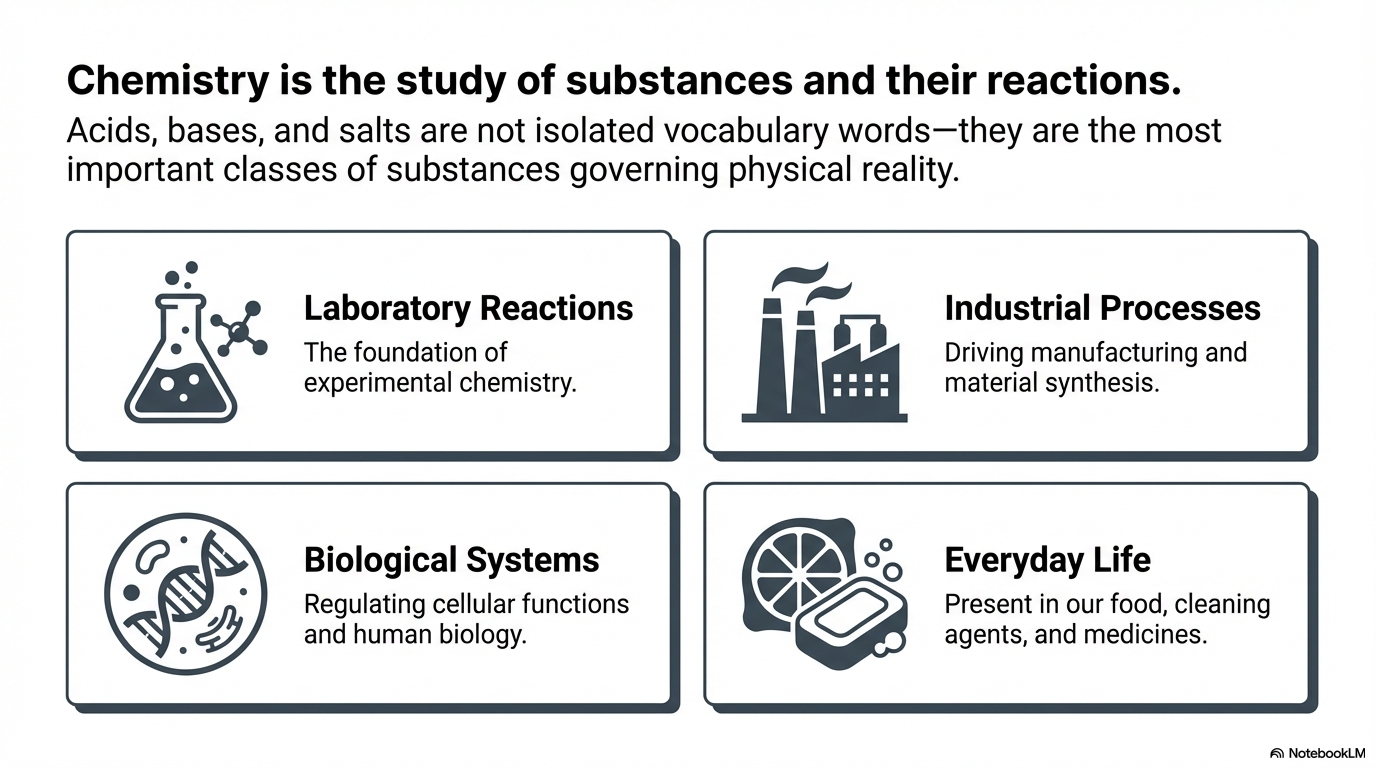 Chemistry is the study of substances and their reactions.
Acids, bases, and salts are not isolated vocabulary words—they are the most
important classes of substances governing physical reality.
Laboratory Reactions
The foundation of
experimental chemistry.
Industrial Processes
Driving manufacturing and
material synthesis.
Biological Systems
Regulating cellular functions
and human biology.
Everyday Life
Present in our food, cleaning
agents, and medicines.
NotebookLM